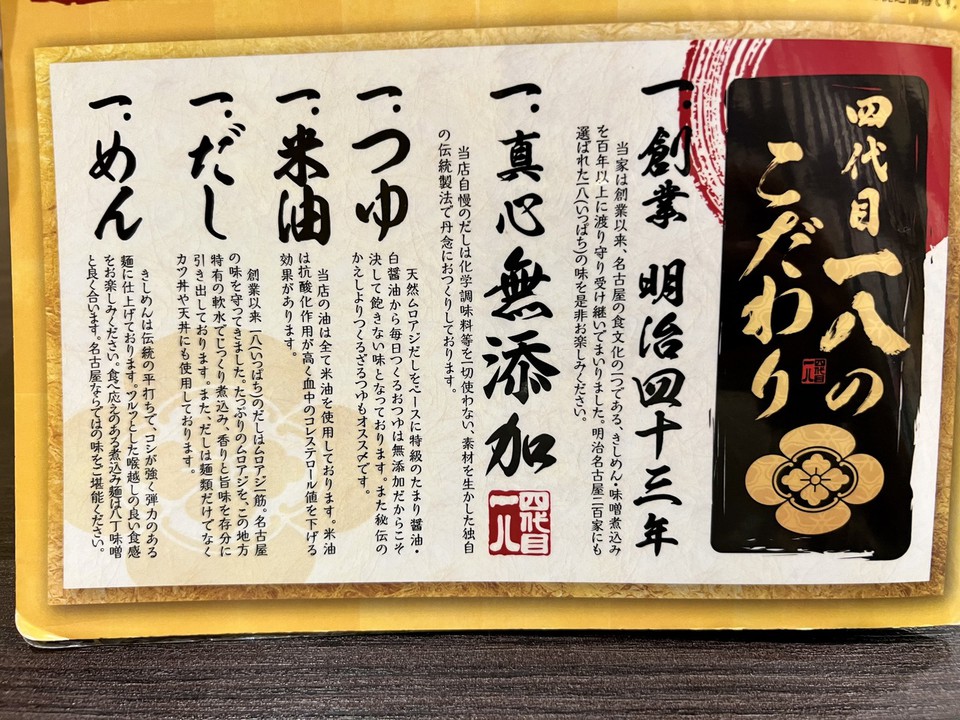 四代目
一八の
こだわり
四代目
一八
一.創業 明治四十三年
当家は創業以来、名古屋の食文化の一つである、きしめん・味噌煮込み
を百年以上に渡り守り受け継いでまいりました。明治名古屋二百家にも
選ばれた一八(いっぱち)の味を是非お楽しみください。
一.真心無添加
四代目
一八
当店自慢のだしは化学調味料等を一切使わない、素材を生かした独自
の伝統製法で丹念におつくりしております。
一.つゆ
天然ムロアジだしをベースに特級のたまり醤油・
白醤油から毎日つくるおつゆは無添加だからこそ
決して飽きない味となっております。また秘伝の
かえしよりつくるざるつゆもオススメです。
一.米油
当店の油は全て米油を使用しております。米油
は抗酸化作用が高く血中のコレステロール値を下げる
効果があります。
一.だし
創業以来 一八(いっぱち)のだしはムロアジ一筋。名古屋
の味を守ってきました。たっぷりのムロアジを、この地方
特有の軟水でじっくり煮込み、香りと旨味を存分に
引き出しております。また、だしは麺類だけでなく
カツ丼や天丼にも使用しております。
一.めん
きしめんは伝統の平打ちで、コシが強く弾力のある
麺に仕上げております。ツルッとした喉越しの良い食感
をお楽しみください。食べ応えのある煮込み麺は八丁味噌
と良く合います。名古屋ならではの味をご堪能ください。